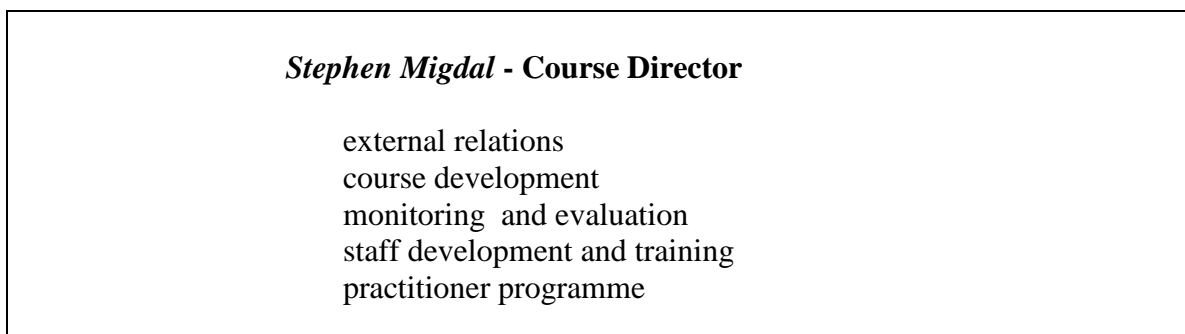 Stephen Migdal - Course Director
external relations
course development
monitoring  and evaluation
staff development and training
practitioner programme